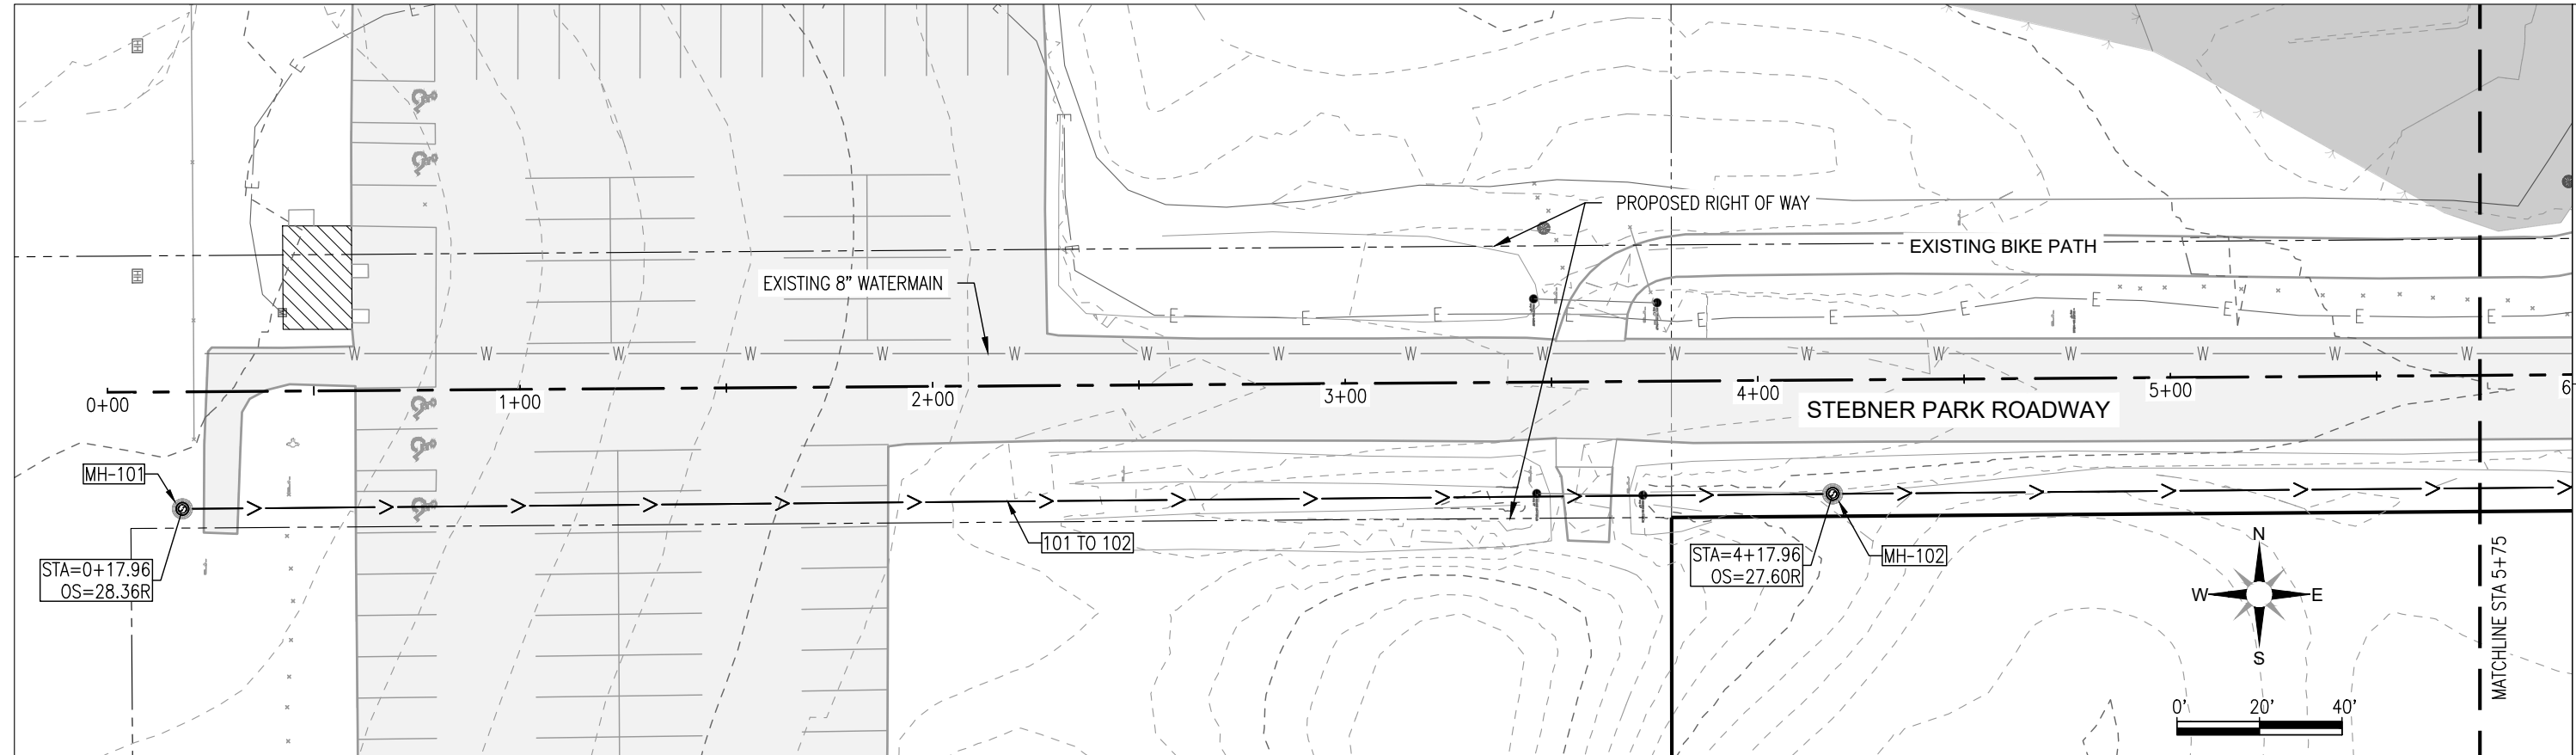 E
E
E
E
PROPOSED RIGHT OF WAY
EXISTING BIKE PATH
EXISTING 8" WATERMAIN
E E E E E E E E E E E
W W W W W W W W W W W W W W W W W
0+00
1+00
2+00
3+00
4+00
5+00
6
STEBNER PARK ROADWAY
MH-101
101 TO 102
STA=0+17.96
OS=28.36R
STA=4+17.96
OS=27.60R
MH-102
N
W E
S
MATCHLINE STA 5+75
0' 20' 40'